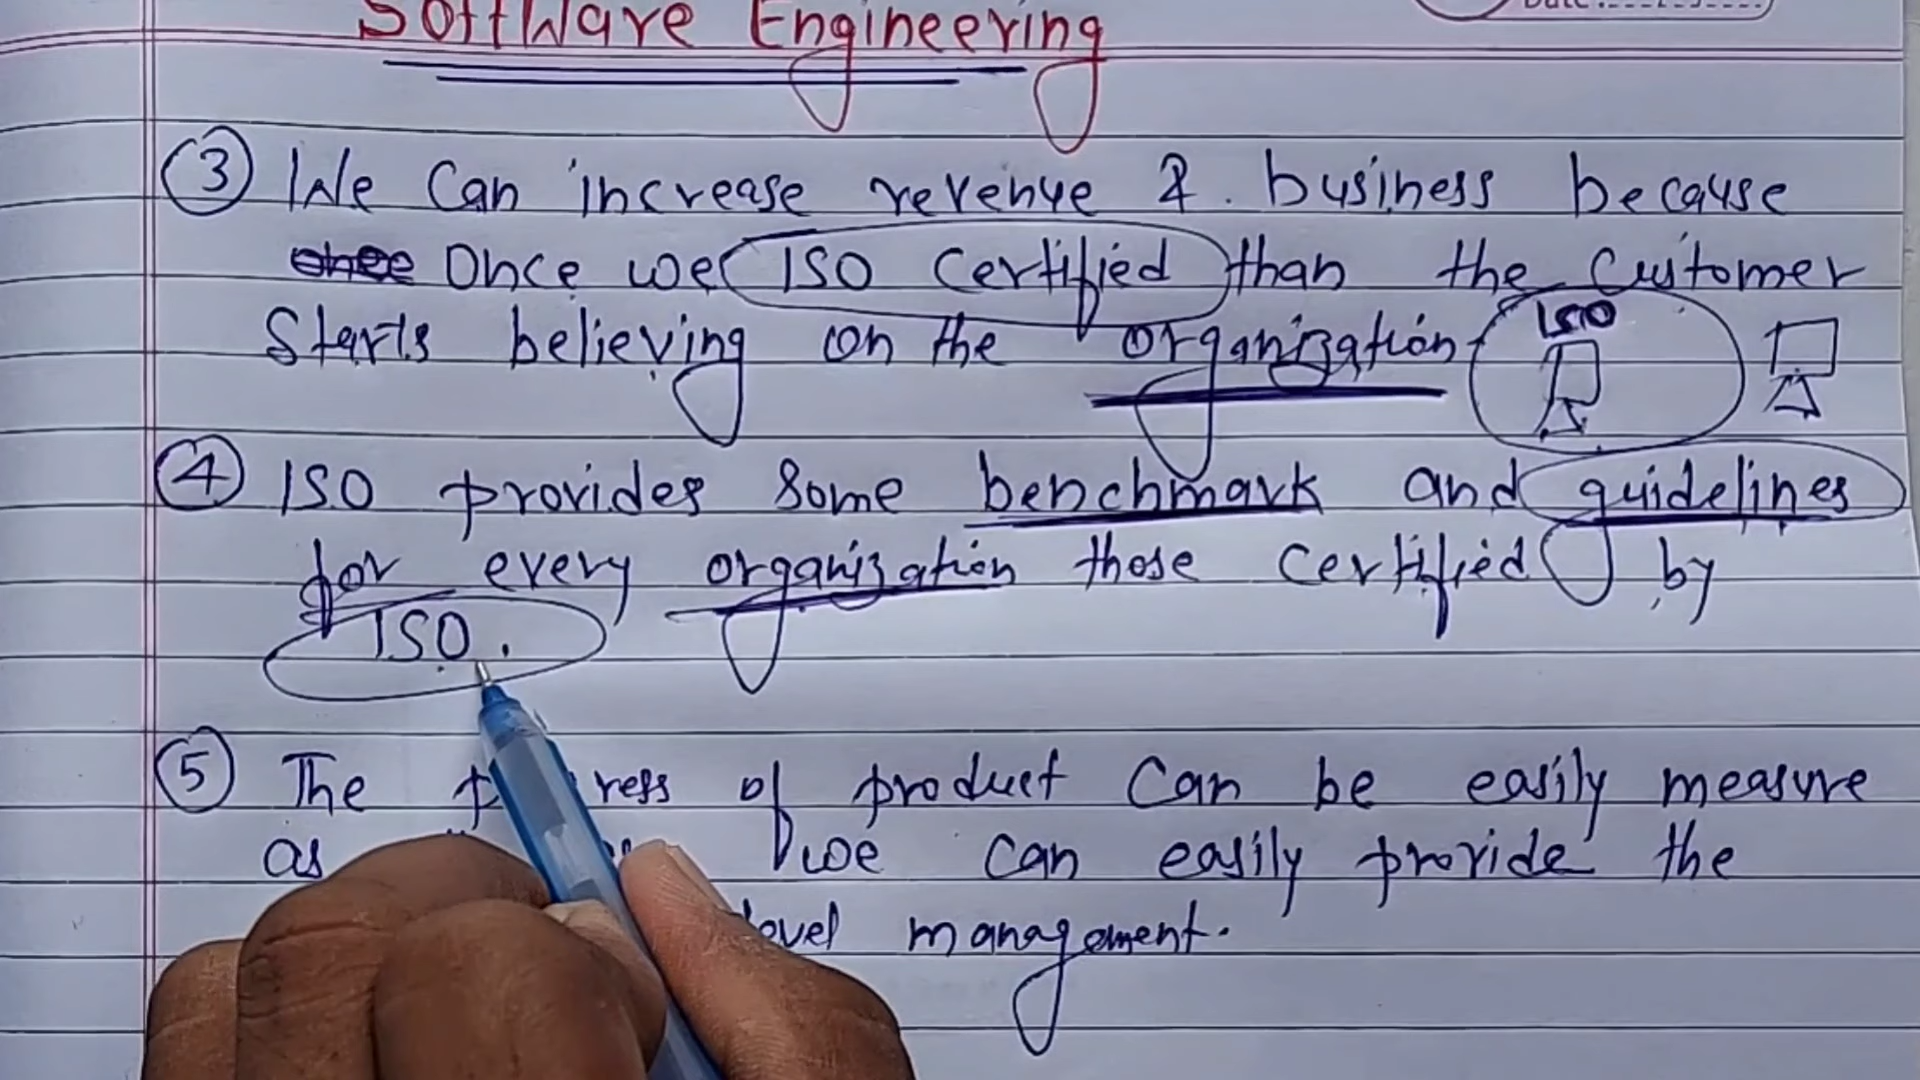 Software Engineering
Date:
③ We Can increase revenue & business because
Once we ISO Certified than the Customer
Starts believing on the organization
ISO
④ ISO provides Some benchmark and guidelines
for every organization those Certified by
ISO.
⑤ The of product Can be easily measure
as we can easily provide the
level management.